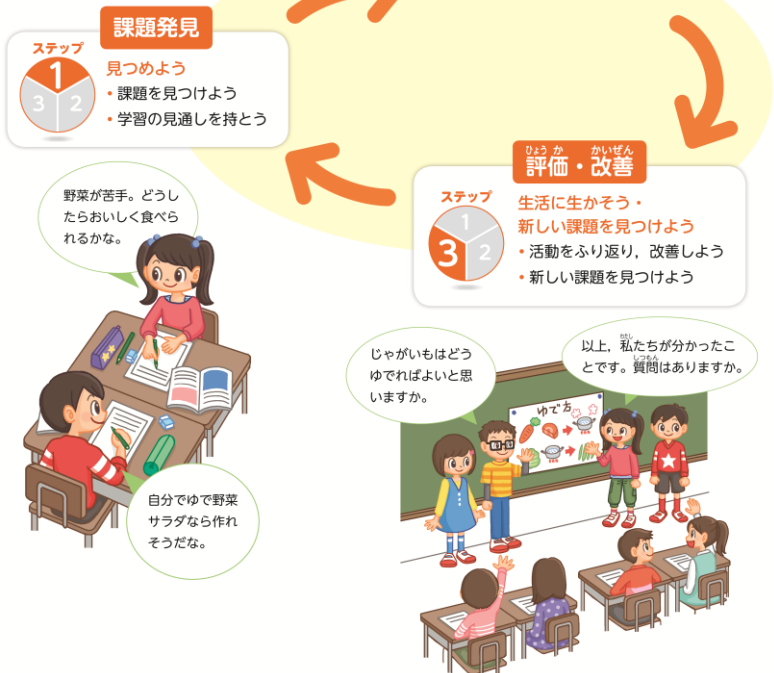 課題発見
ステップ
1
2
3
見つめよう
・課題を見つけよう
・学習の見通しを持とう
野菜が苦手。どうし
たらおいしく食べら
れるかな。
自分でゆで野菜
サラダなら作れ
そうだな。
ひょうか かいぜん
評価・改善
ステップ
1
2
3
生活に生かそう・
新しい課題を見つけよう
・活動をふり返り，改善しよう
・新しい課題を見つけよう
じゃがいもはどう
ゆでればよいと思
いますか。
わたし
以上，私たちが分かったこ
しつもん
とです。質問はありますか。
ゆで方